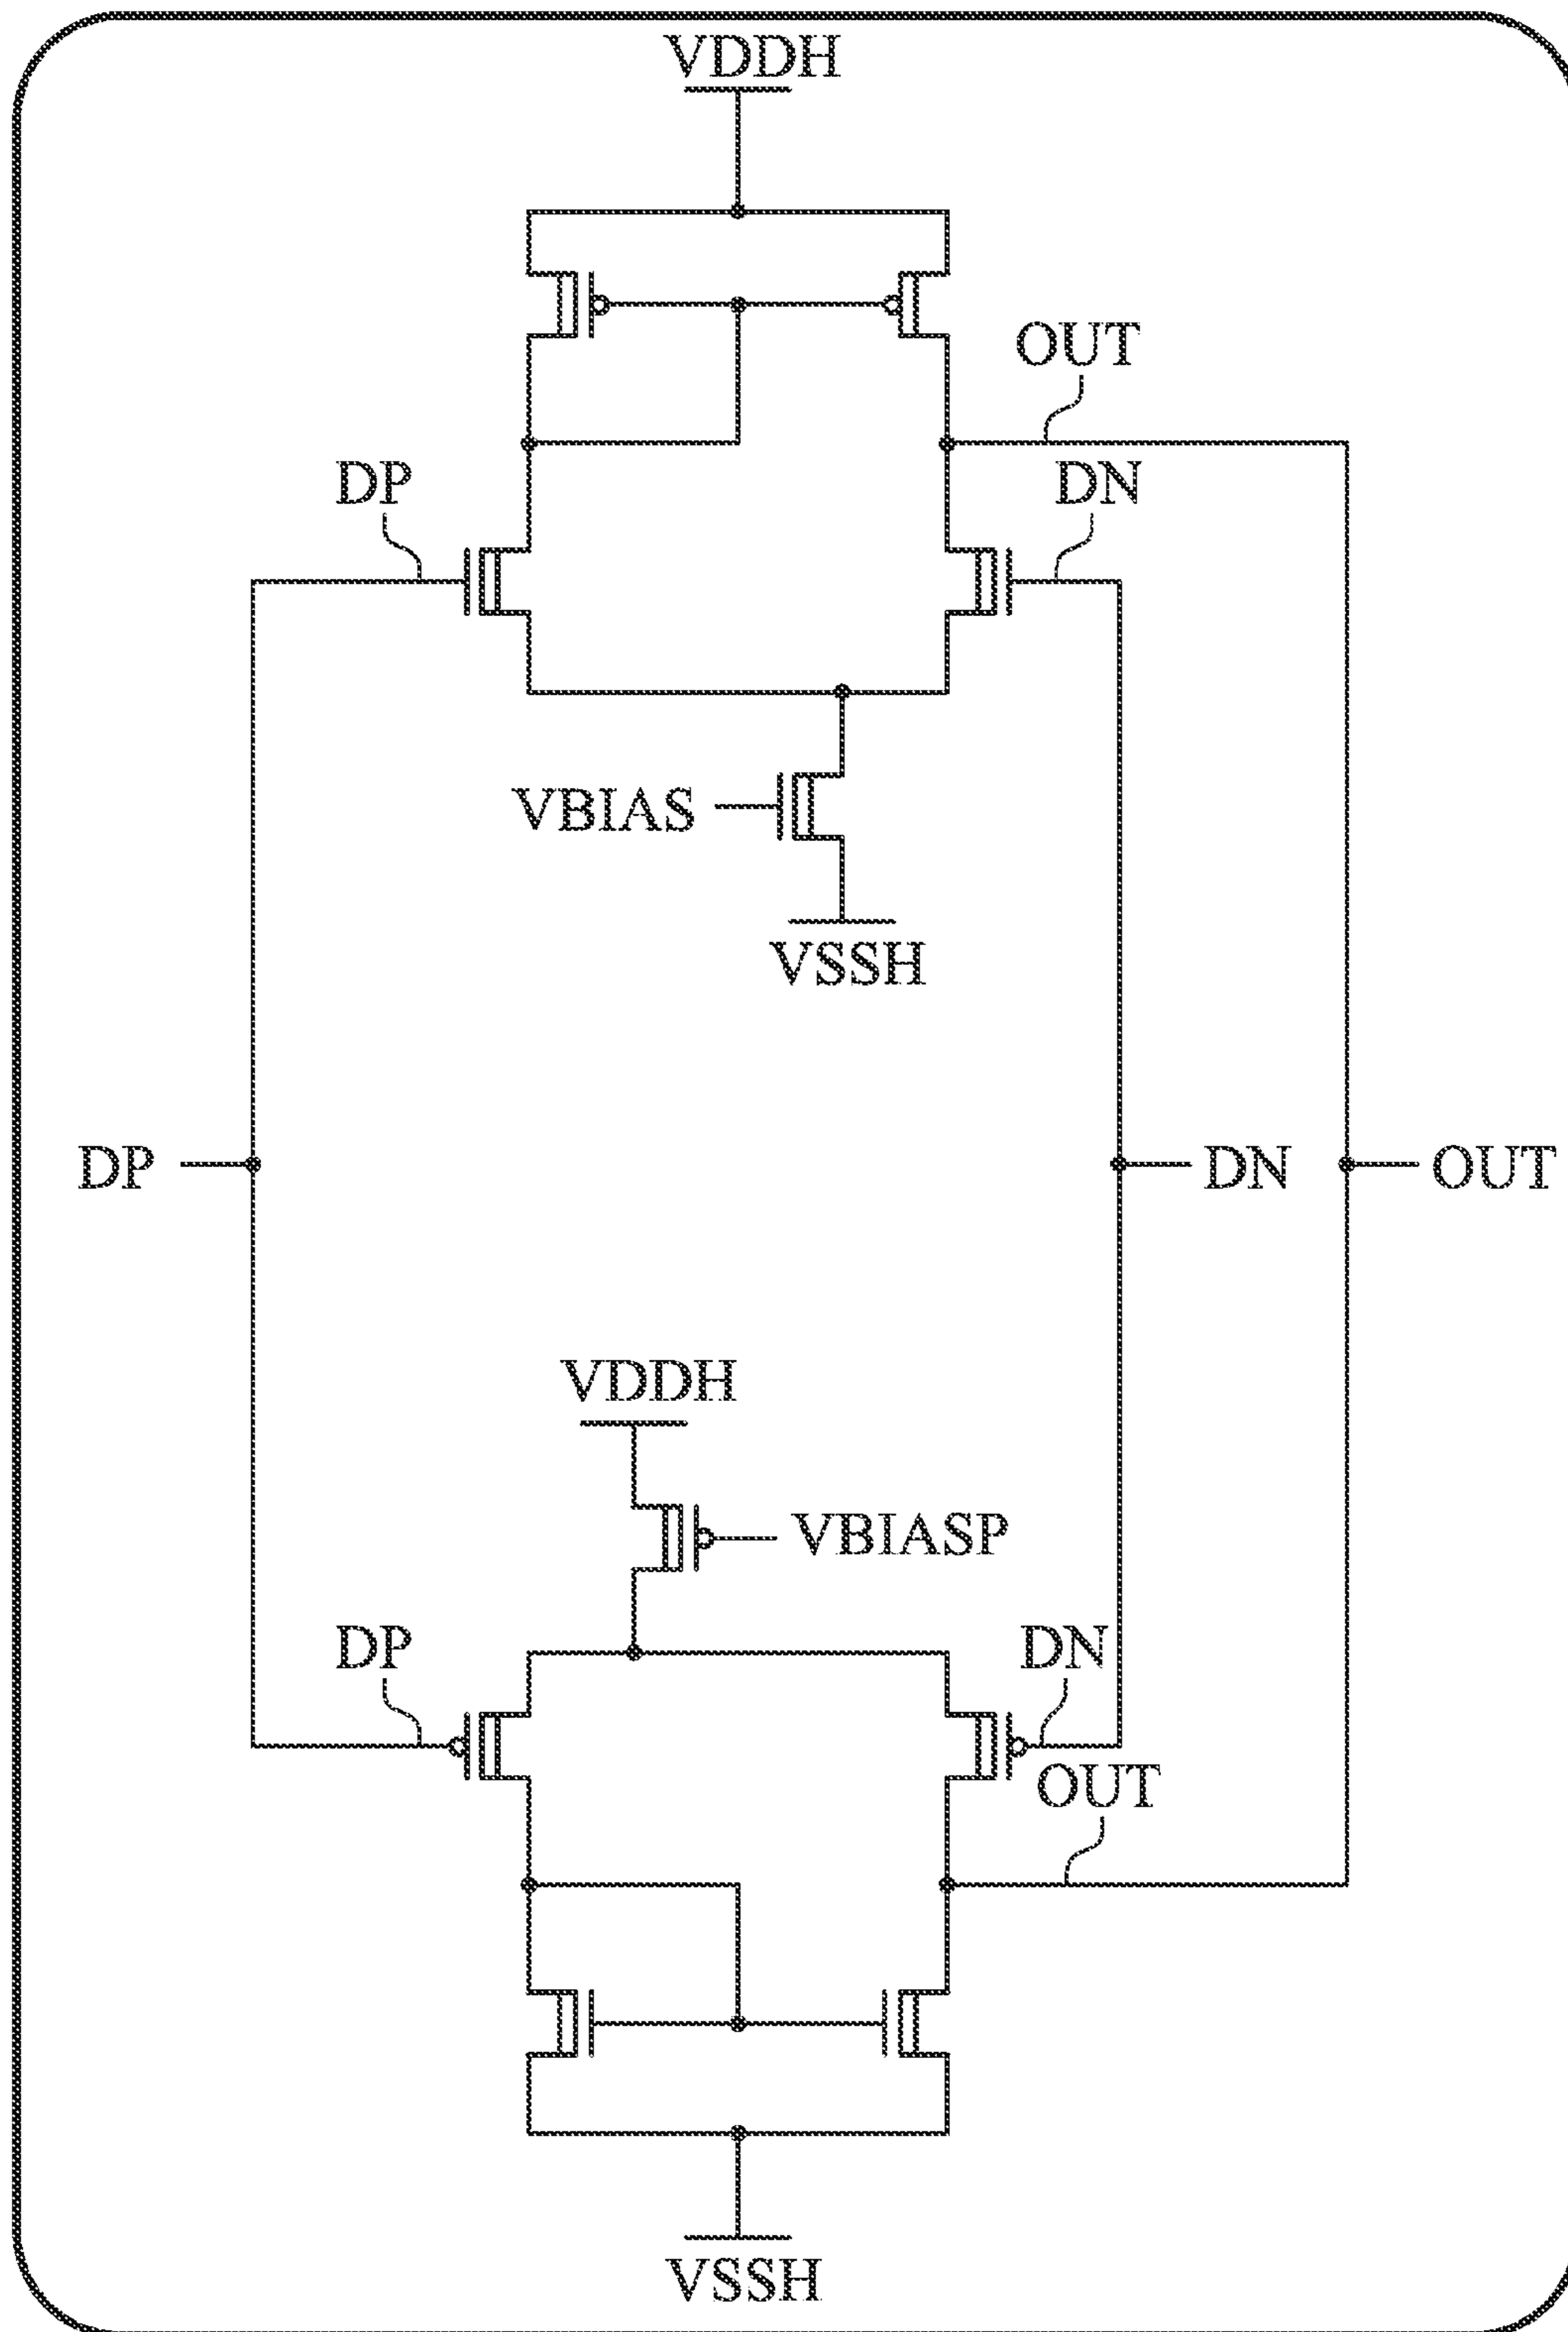 VDDH
OUT
DP
DN
VBIAS
VSSH
DP
DN
OUT
VDDH
VBIASP
DP
DN
OUT
VSSH